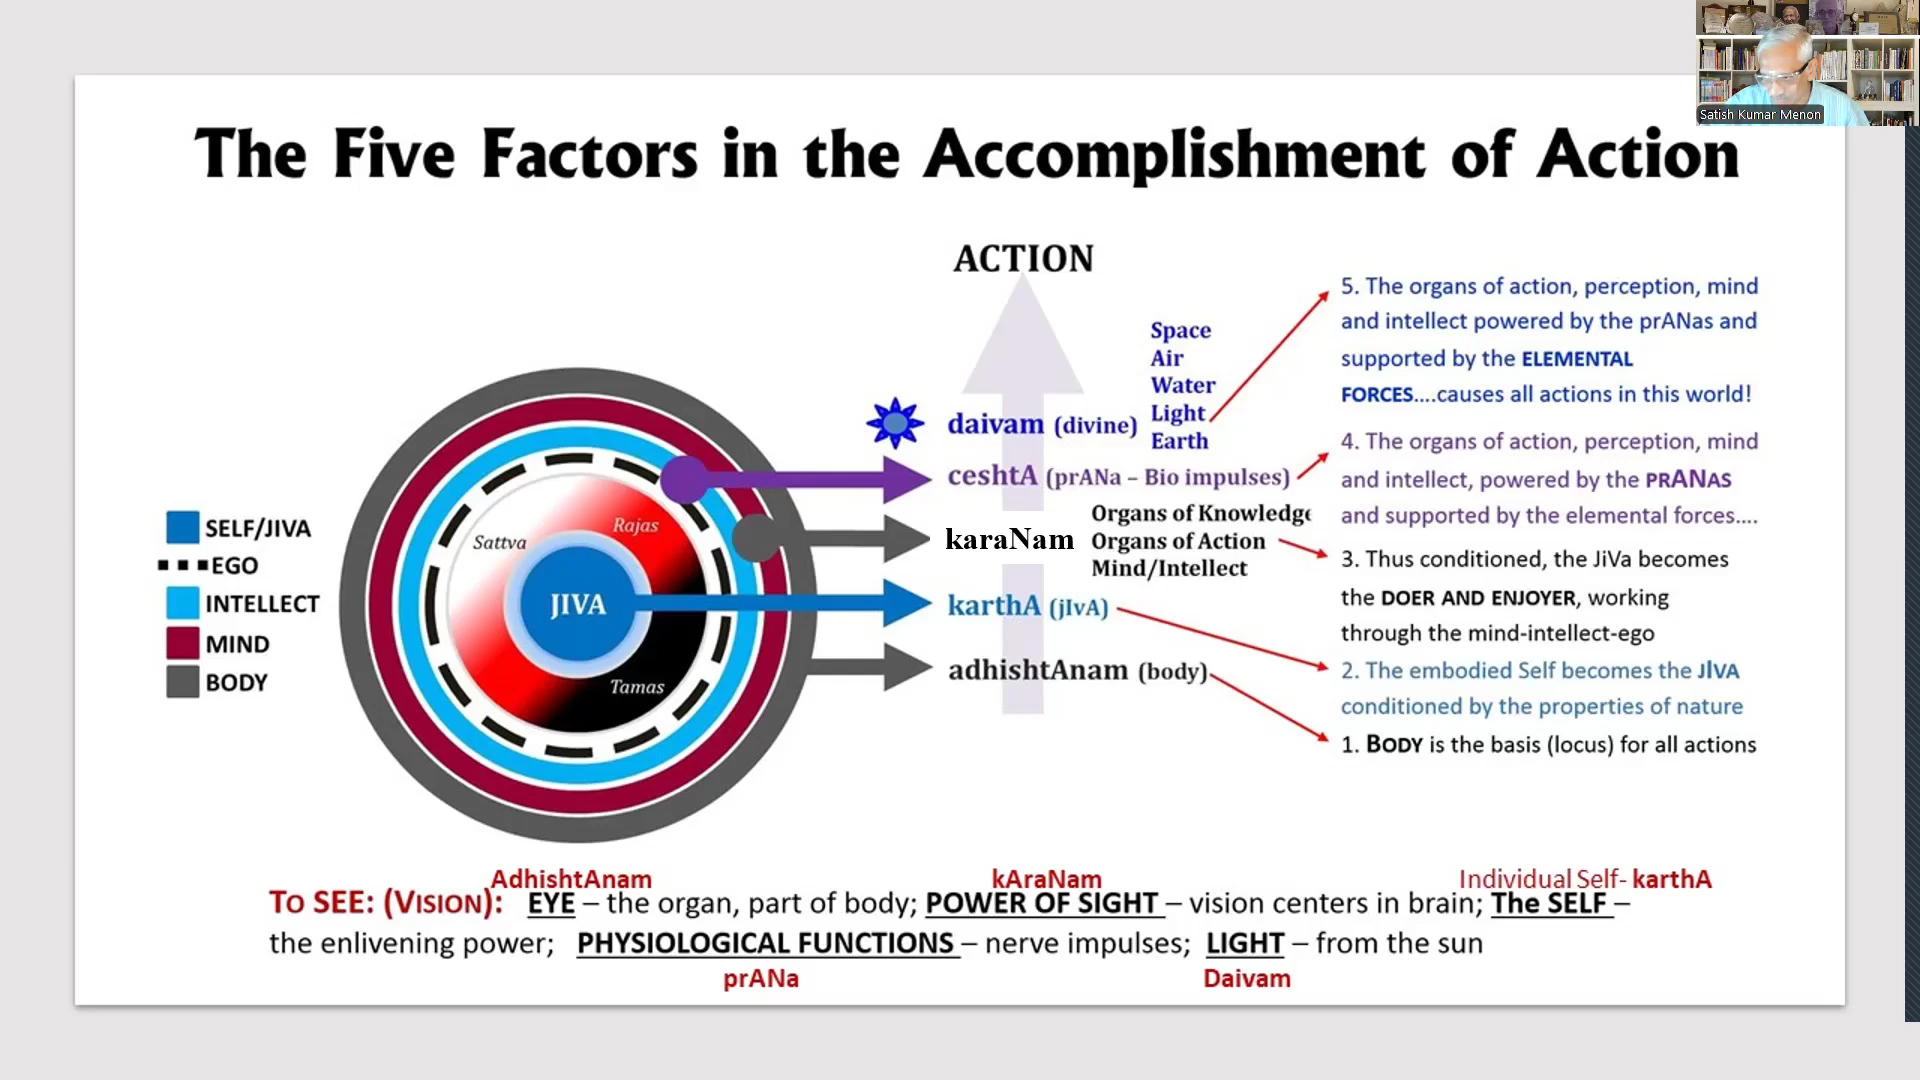 Satish Kumar Menon
The Five Factors in the Accomplishment of Action
ACTION
SELF/JIVA
EGO
INTELLECT
MIND
BODY
Sattva
Rajas
JIVA
Tamas
daivam (divine)
Space
Air
Water
Light
Earth
ceshtA (prANa – Bio impulses)
karaNam
Organs of Knowledge
Organs of Action
Mind/Intellect
karthA (jIvA)
adhishtAnam (body)
5. The organs of action, perception, mind
and intellect powered by the prANas and
supported by the ELEMENTAL
FORCES....causes all actions in this world!
4. The organs of action, perception, mind
and intellect, powered by the PRANAS
and supported by the elemental forces....
3. Thus conditioned, the JiVa becomes
the DOER AND ENJOYER, working
through the mind-intellect-ego
2. The embodied Self becomes the JIVA
conditioned by the properties of nature
1. BODY is the basis (locus) for all actions
AdhishtAnam kAraNam Individual Self- karthA
TO SEE: (VISION): EYE – the organ, part of body; POWER OF SIGHT – vision centers in brain; The SELF –
the enlivening power; PHYSIOLOGICAL FUNCTIONS – nerve impulses; LIGHT – from the sun
prANa Daivam